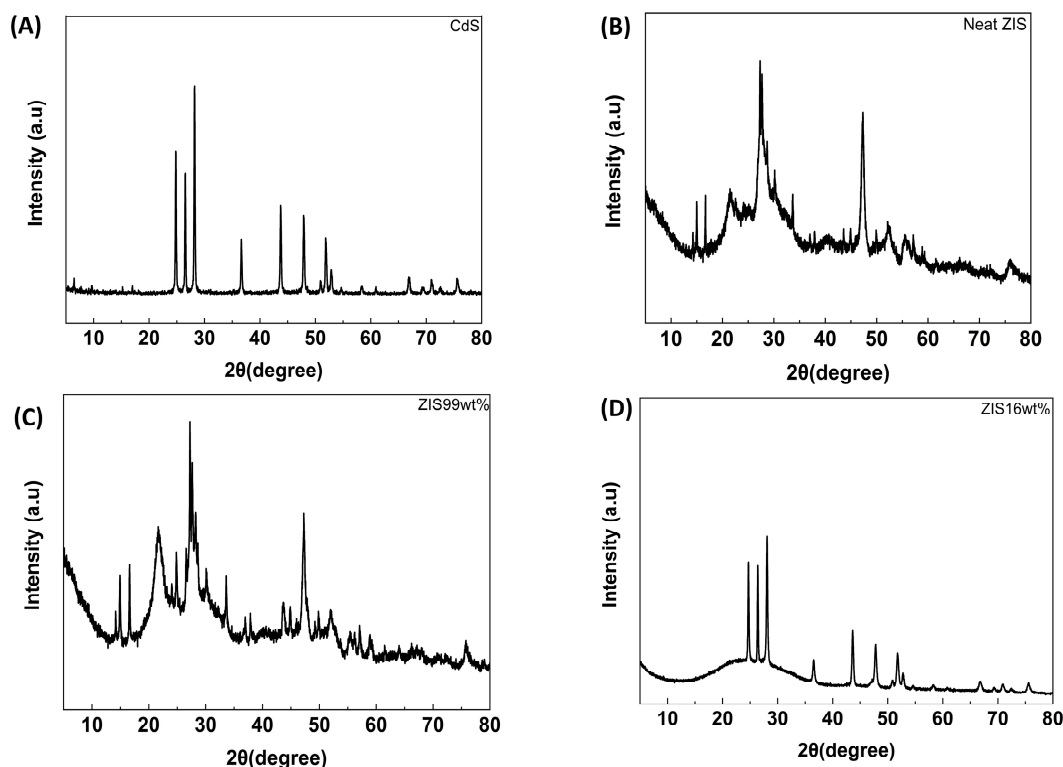 (A)
CdS
Intensity (a.u)
10 20 30 40 50 60 70 80
2θ(degree)
(B)
Neat ZIS
Intensity (a.u)
10 20 30 40 50 60 70 80
2θ(degree)
(C)
ZIS99wt%
Intensity (a.u)
10 20 30 40 50 60 70 80
2θ(degree)
(D)
ZIS16wt%
Intensity (a.u)
10 20 30 40 50 60 70 80
2θ(degree)